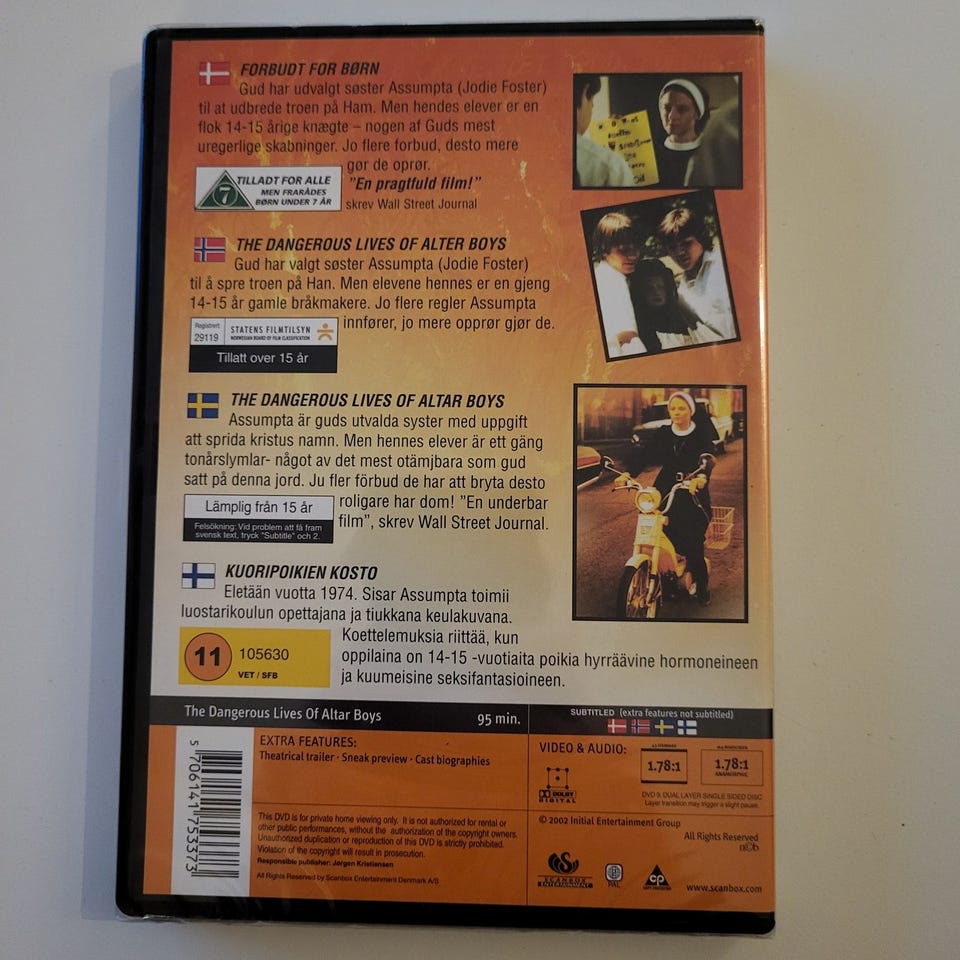 FORBUDT FOR BØRN
Gud har udvalgt søster Assumpta (Jodie Foster)
til at udbrede troen på Ham. Men hendes elever er en
flok 14-15 årige knægte – nogen af Guds mest
uregerlige skabninger. Jo flere forbud, desto mere
gør de oprør.
7
TILLADT FOR ALLE
MEN FRARÅDES
BØRN UNDER 7 ÅR
"En pragtfuld film!"
skrev Wall Street Journal
THE DANGEROUS LIVES OF ALTER BOYS
Gud har valgt søster Assumpta (Jodie Foster)
til å spre troen på Han. Men elevene hennes er en gjeng
14-15 år gamle bråkmakere. Jo flere regler Assumpta
innfører, jo mere opprør gjør de.
Registrert
29119
STATENS FILMTILSYN
NORWEGIAN BOARD OF FILM CLASSIFICATION
Tillatt over 15 år
THE DANGEROUS LIVES OF ALTAR BOYS
Assumpta är guds utvalda syster med uppgift
att sprida kristus namn. Men hennes elever är ett gäng
tonårslymlar- något av det mest otämjbara som gud
satt på denna jord. Ju fler förbud de har att bryta desto
roligare har dom! "En underbar
film", skrev Wall Street Journal.
Lämplig från 15 år
Felsökning: Vid problem att få fram
svensk text, tryck "Subtitle" och 2.
KUORIPOIKIEN KOSTO
Eletään vuotta 1974. Sisar Assumpta toimii
luostarikoulun opettajana ja tiukkana keulakuvana.
Koettelemuksia riittää, kun
oppilaina on 14-15 -vuotiaita poikia hyrräävine hormoneineen
ja kuumeisine seksifantasioineen.
11
105630
VET / SFB
The Dangerous Lives Of Altar Boys
95 min.
SUBTITLED (extra features not subtitled)
5 706141 753373
EXTRA FEATURES:
Theatrical trailer · Sneak preview · Cast biographies
This DVD is for private home viewing only. It is not authorized for rental or
other public performances, without the authorization of the copyright owners.
Unauthorized duplication or reproduction of this DVD is strictly prohibited.
Violation of the copyright will result in prosecution.
Responsible publisher: Jørgen Kristiansen
All Rights Reserved by Scanbox Entertainment Denmark A/S
VIDEO & AUDIO:
DOLBY
DIGITAL
1.78:1
1.78:1
ANAMORPHIC
DVD 9: DUAL LAYER SINGLE SIDED DISC
Layer transition may trigger a slight pause.
© 2002 Initial Entertainment Group
All Rights Reserved
ncb
SCANBOX
ENTERTAINMENT
PAL
CP
COPY PROTECTED
www.scanbox.com